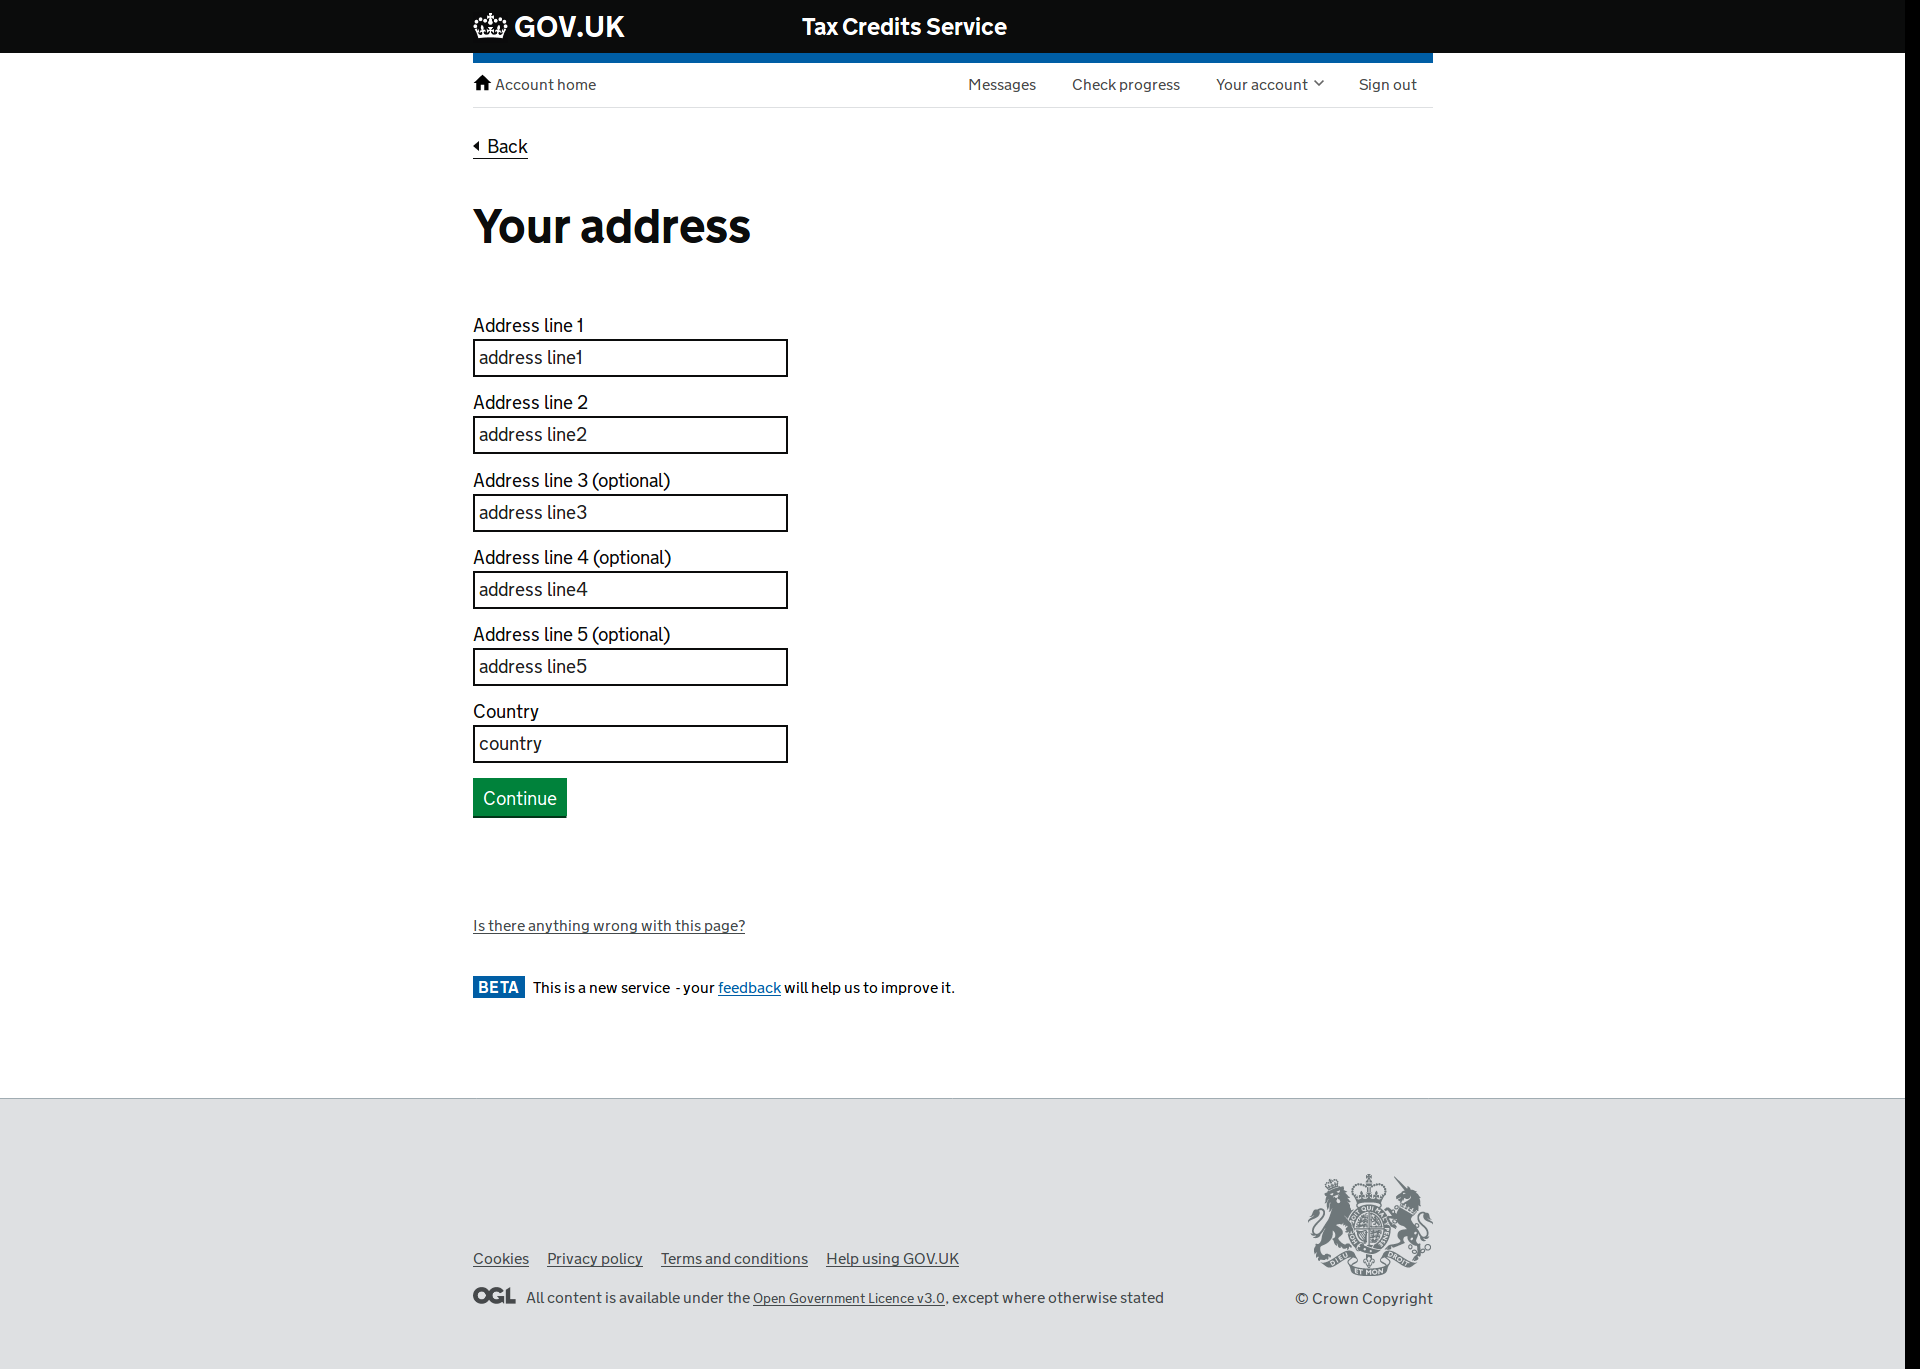 GOV.UK
Tax Credits Service
Account home
Messages
Check progress
Your account
Sign out
Back
Your address
Address line 1
address line1
Address line 2
address line2
Address line 3 (optional)
address line3
Address line 4 (optional)
address line4
Address line 5 (optional)
address line5
Country
country
Continue
Is there anything wrong with this page?
BETA This is a new service - your feedback will help us to improve it.
Cookies Privacy policy Terms and conditions Help using GOV.UK
OGL All content is available under the Open Government Licence v3.0, except where otherwise stated
© Crown Copyright